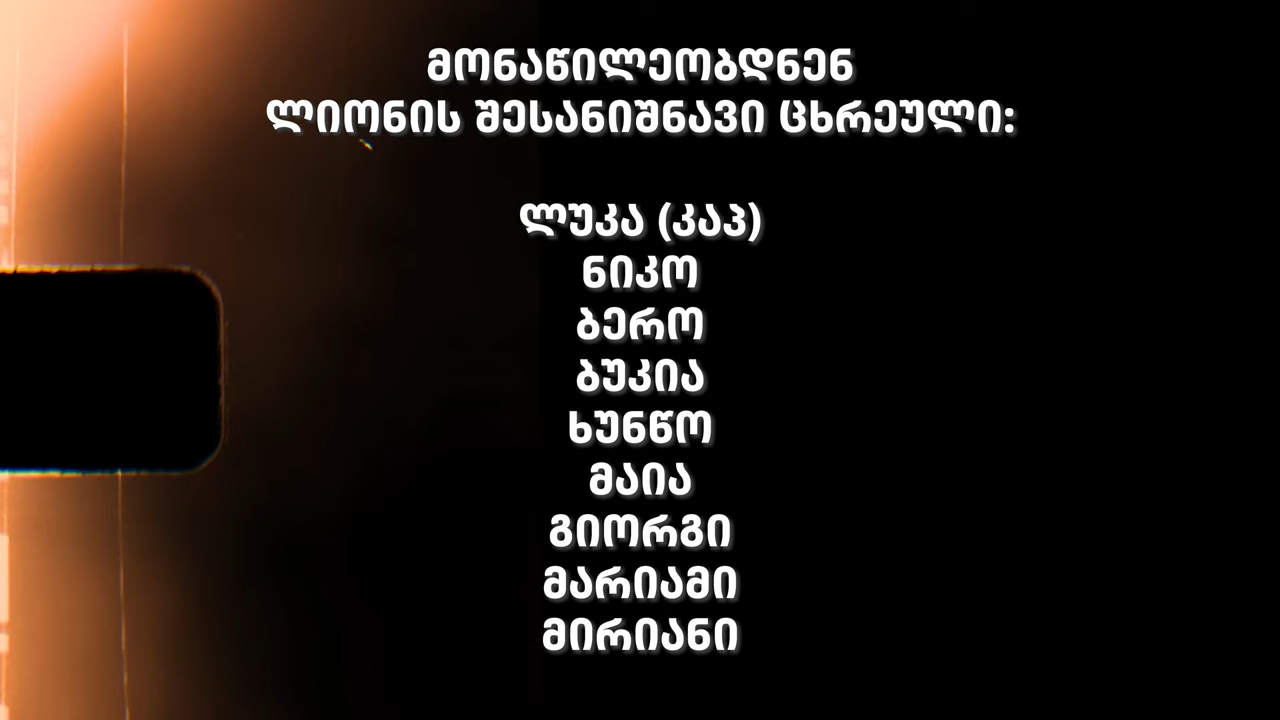 მონაწილეობდნენ
ლიონის შესანიშნავი ცხრეული:
ლუკა (კაპ)
ნიკო
ბერო
ბუკია
ხუნწო
მაია
გიორგი
მარიამი
მირიანი